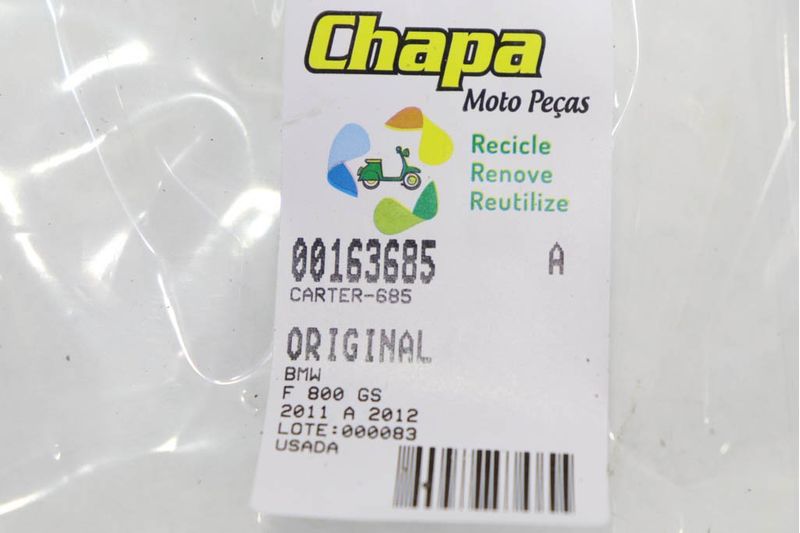 Chapa
Moto Peças
Recicle
Renove
Reutilize
00163685 A
CARTER-685
ORIGINAL
BMW
F 800 GS
2011 A 2012
LOTE:000083
USADA